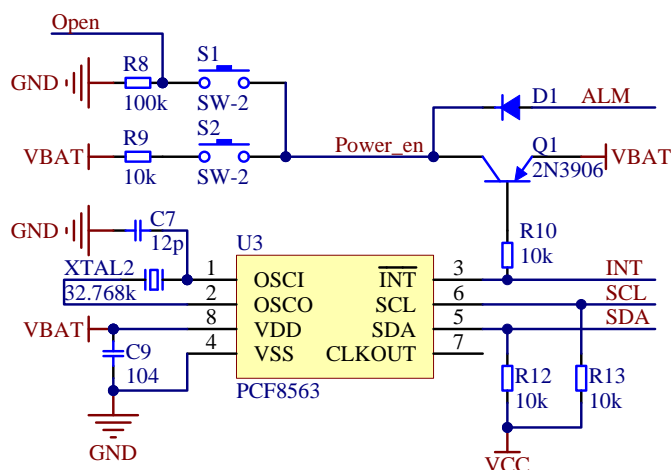 Open
S1
GND
R8
100k
SW-2
D1
ALM
S2
R9
VBAT
10k
SW-2
Power_en
Q1
VBAT
2N3906
C7
GND
12p
U3
R10
10k
XTAL2
32.768k
1
OSCI
INT
3
INT
2
OSCO
SCL
6
SCL
VBAT
8
VDD
SDA
5
SDA
4
VSS
CLKOUT
7
C9
104
PCF8563
R12
R13
10k
10k
GND
VCC